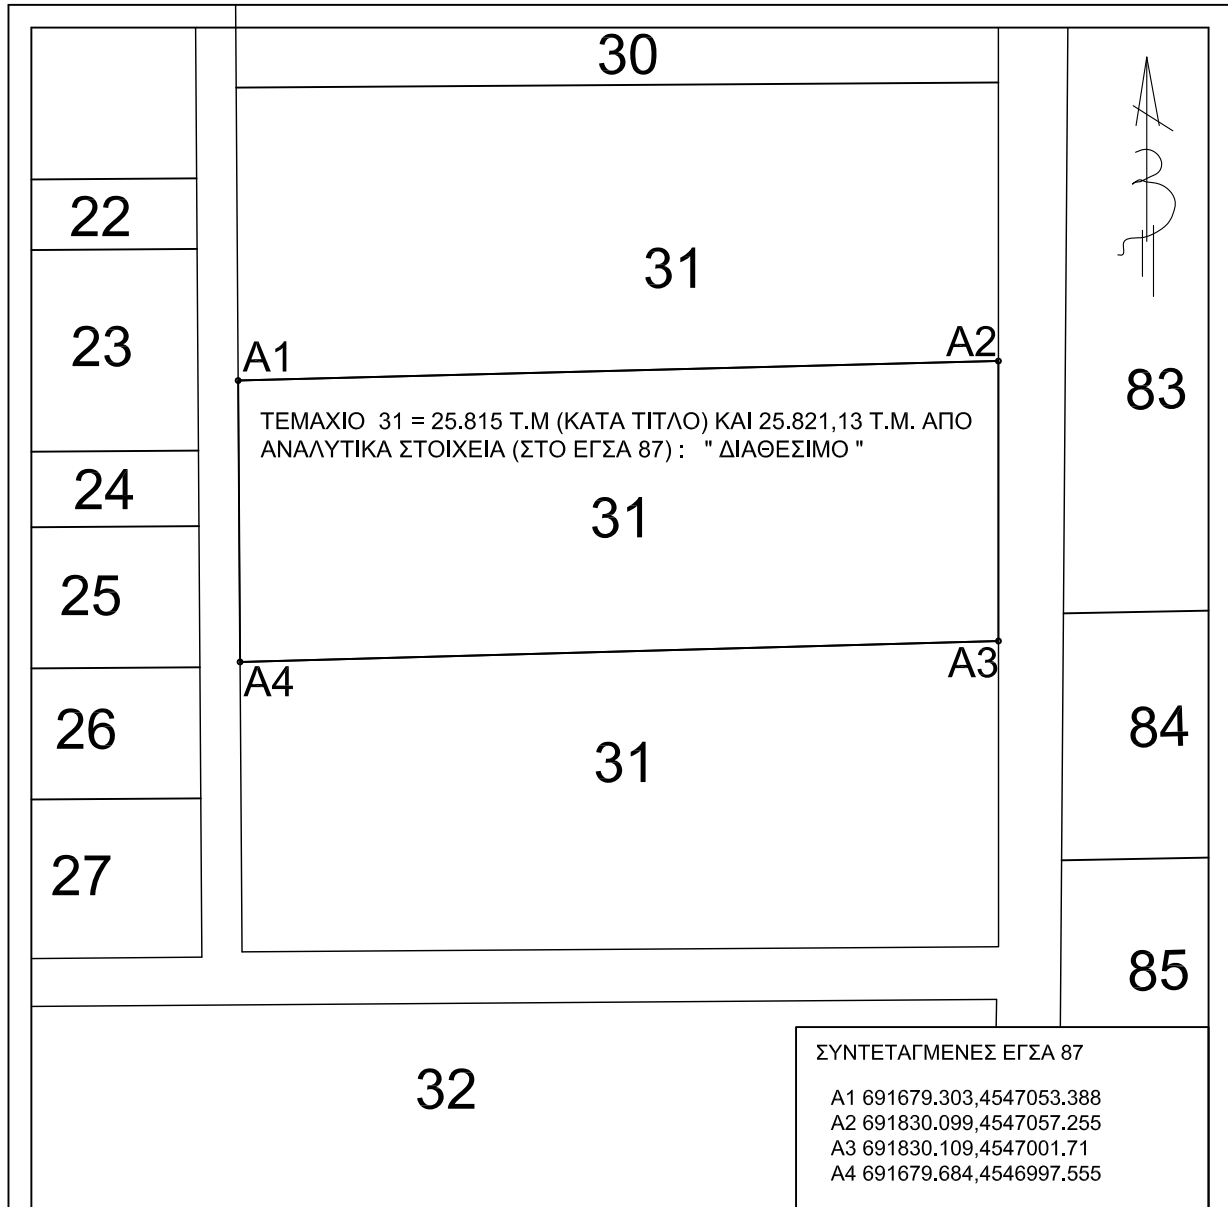 30
22
31
23
A1
A2
83
ΤΕΜΑΧΙΟ 31 = 25.815 Τ.Μ (ΚΑΤΑ ΤΙΤΛΟ) ΚΑΙ 25.821,13 Τ.Μ. ΑΠΟ
ΑΝΑΛΥΤΙΚΑ ΣΤΟΙΧΕΙΑ (ΣΤΟ ΕΓΣΑ 87) : " ΔΙΑΘΕΣΙΜΟ "
24
31
25
A3
A4
26
84
31
27
85
32
ΣΥΝΤΕΤΑΓΜΕΝΕΣ ΕΓΣΑ 87
A1 691679.303,4547053.388
A2 691830.099,4547057.255
A3 691830.109,4547001.71
A4 691679.684,4546997.555